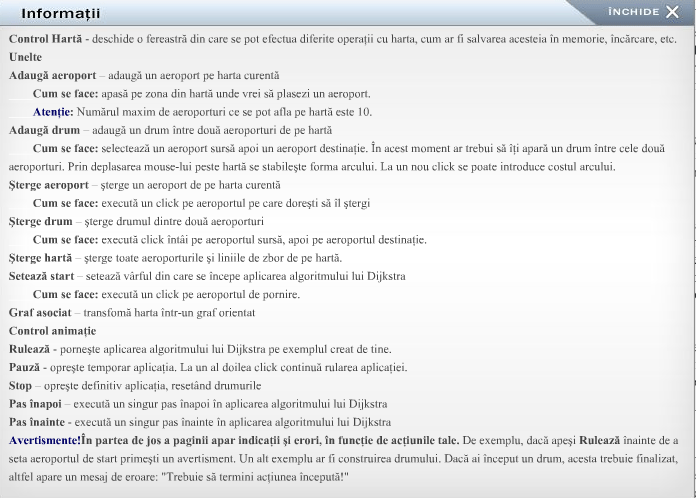 Informații
ÎNCHIDE
Control Hartă - deschide o fereastră din care se pot efectua diferite operații cu harta, cum ar fi salvarea acesteia în memorie, încărcare, etc.
Unelte
Adaugă aeroport – adaugă un aeroport pe harta curentă
Cum se face: apasă pe zona din hartă unde vrei să plasezi un aeroport.
Atenție: Numărul maxim de aeroporturi ce se pot afla pe hartă este 10.
Adaugă drum – adaugă un drum între două aeroporturi de pe hartă
Cum se face: selectează un aeroport sursă apoi un aeroport destinație. În acest moment ar trebui să îți apară un drum între cele două
aeroporturi. Prin deplasarea mouse-lui peste hartă se stabilește forma arcului. La un nou click se poate introduce costul arcului.
Șterge aeroport – șterge un aeroport de pe harta curentă
Cum se face: execută un click pe aeroportul pe care dorești să îl ștergi
Șterge drum – șterge drumul dintre două aeroporturi
Cum se face: execută click întâi pe aeroportul sursă, apoi pe aeroportul destinație.
Șterge hartă – șterge toate aeroporturile și liniile de zbor de pe hartă.
Setează start – setează vârful din care se începe aplicarea algoritmului lui Dijkstra
Cum se face: execută un click pe aeroportul de pornire.
Graf asociat – transfomă harta într-un graf orientat
Control animație
Rulează - pornește aplicarea algoritmului lui Dijkstra pe exemplul creat de tine.
Pauză - oprește temporar aplicația. La un al doilea click continuă rularea aplicației.
Stop – oprește definitiv aplicația, resetând drumurile
Pas înapoi – execută un singur pas înapoi în aplicarea algoritmului lui Dijkstra
Pas înainte - execută un singur pas înainte în aplicarea algoritmului lui Dijkstra
Avertismente!În partea de jos a paginii apar indicații și erori, în funcție de acțiunile tale. De exemplu, dacă apeși Rulează înainte de a
seta aeroportul de start primești un avertisment. Un alt exemplu ar fi construirea drumului. Dacă ai început un drum, acesta trebuie finalizat,
altfel apare un mesaj de eroare: "Trebuie să termini acțiunea începută!"